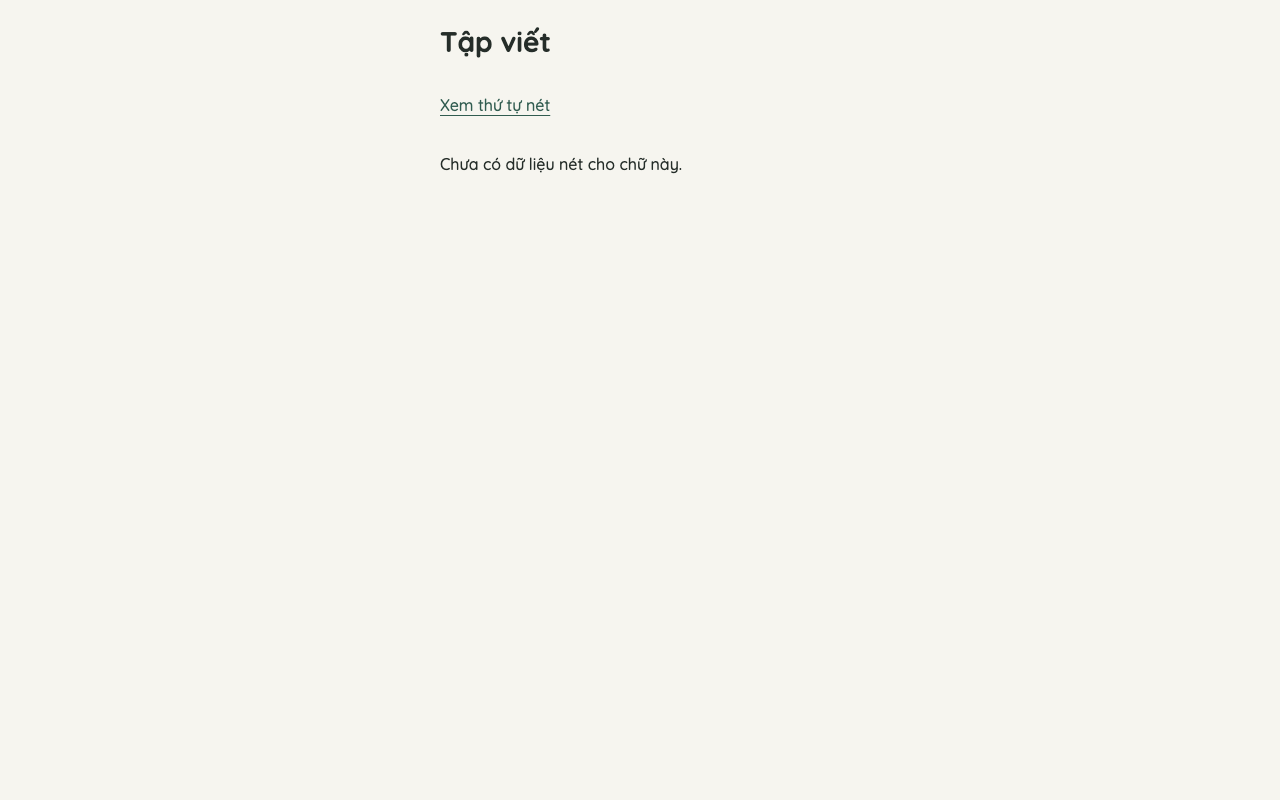 Tập viết
Xem thứ tự nét
Chưa có dữ liệu nét cho chữ này.